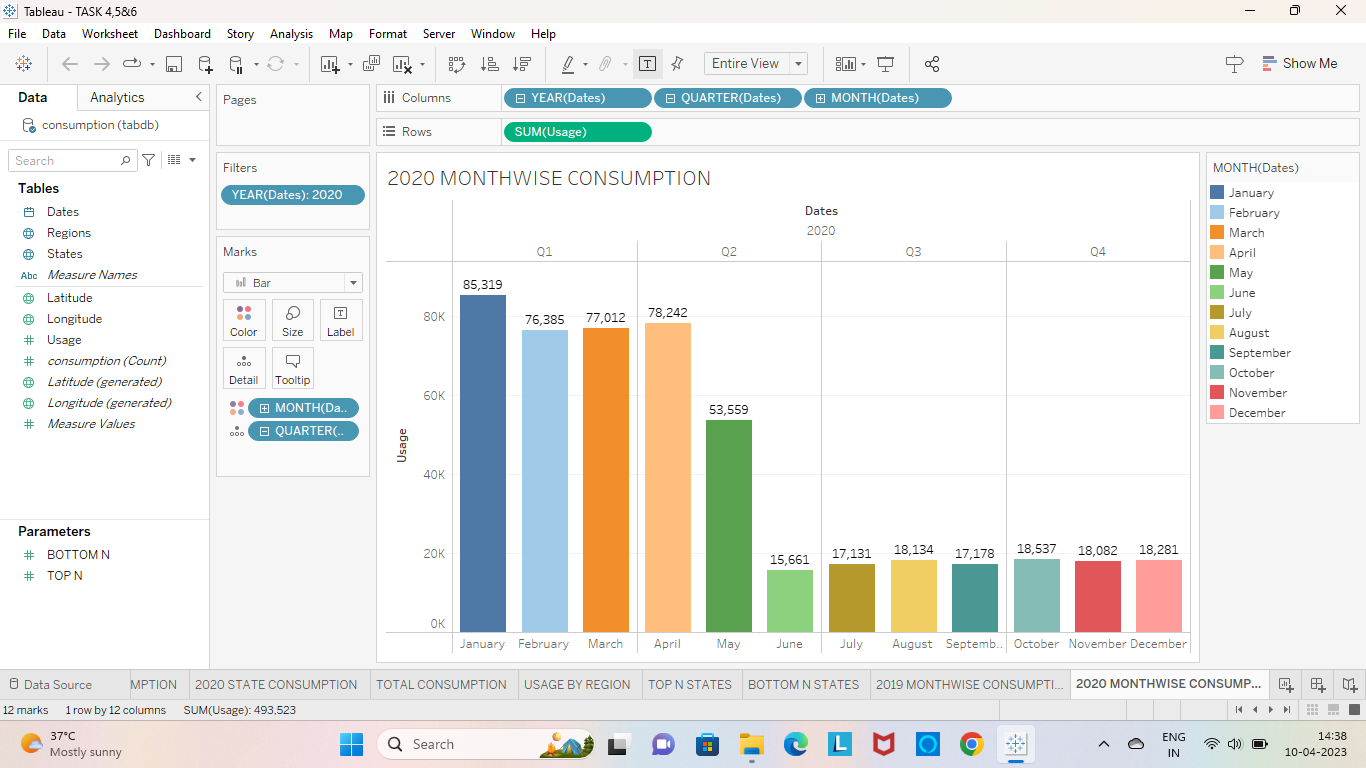 Tableau - TASK 4,5&6
File Data Worksheet Dashboard Story Analysis Map Format Server Window Help
Entire View
Show Me
Data Analytics
consumption (tabdb)
Search
Tables
Dates
Regions
States
Abc Measure Names
Latitude
Longitude
Usage
consumption (Count)
Latitude (generated)
Longitude (generated)
Measure Values
Parameters
BOTTOM N
TOP N
Pages
Filters
YEAR(Dates): 2020
Marks
Bar
Color Size Label
Detail Tooltip
MONTH(Da..
QUARTER(..
Columns YEAR(Dates) QUARTER(Dates) MONTH(Dates)
Rows SUM(Usage)
2020 MONTHWISE CONSUMPTION
Dates
2020
Q1 Q2 Q3 Q4
85,319 76,385 77,012 78,242 53,559 15,661 17,131 18,134 17,178 18,537 18,082 18,281
80K
60K
40K
20K
0K
Usage
January February March April May June July August Septemb.. October November December
MONTH(Dates)
January
February
March
April
May
June
July
August
September
October
November
December
Data Source MPTION 2020 STATE CONSUMPTION TOTAL CONSUMPTION USAGE BY REGION TOP N STATES BOTTOM N STATES 2019 MONTHWISE CONSUMPTI... 2020 MONTHWISE CONSUMP...
12 marks 1 row by 12 columns SUM(Usage): 493,523
37°C
Mostly sunny
Search
L
ENG
IN
14:38
10-04-2023